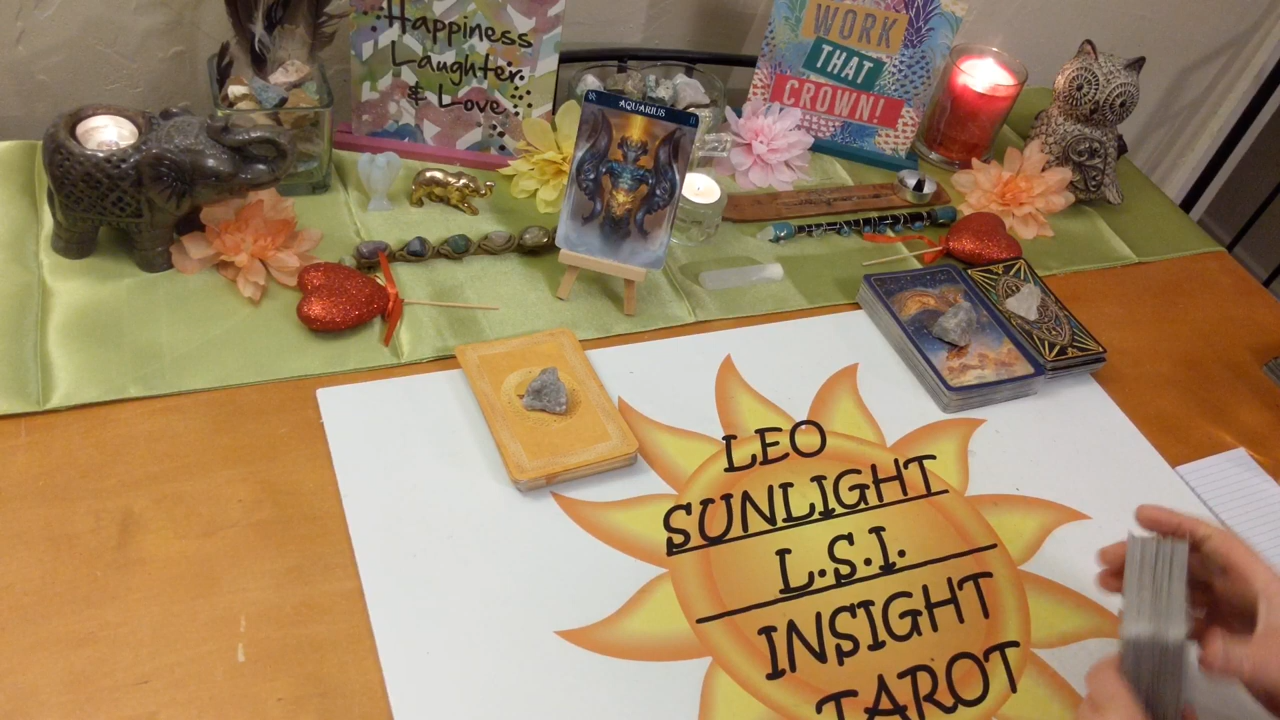 Happiness
Laughter
& Love
WORK
THAT
CROWN!
AQUARIUS
LEO
SUNLIGHT
L.S.I.
INSIGHT
TAROT